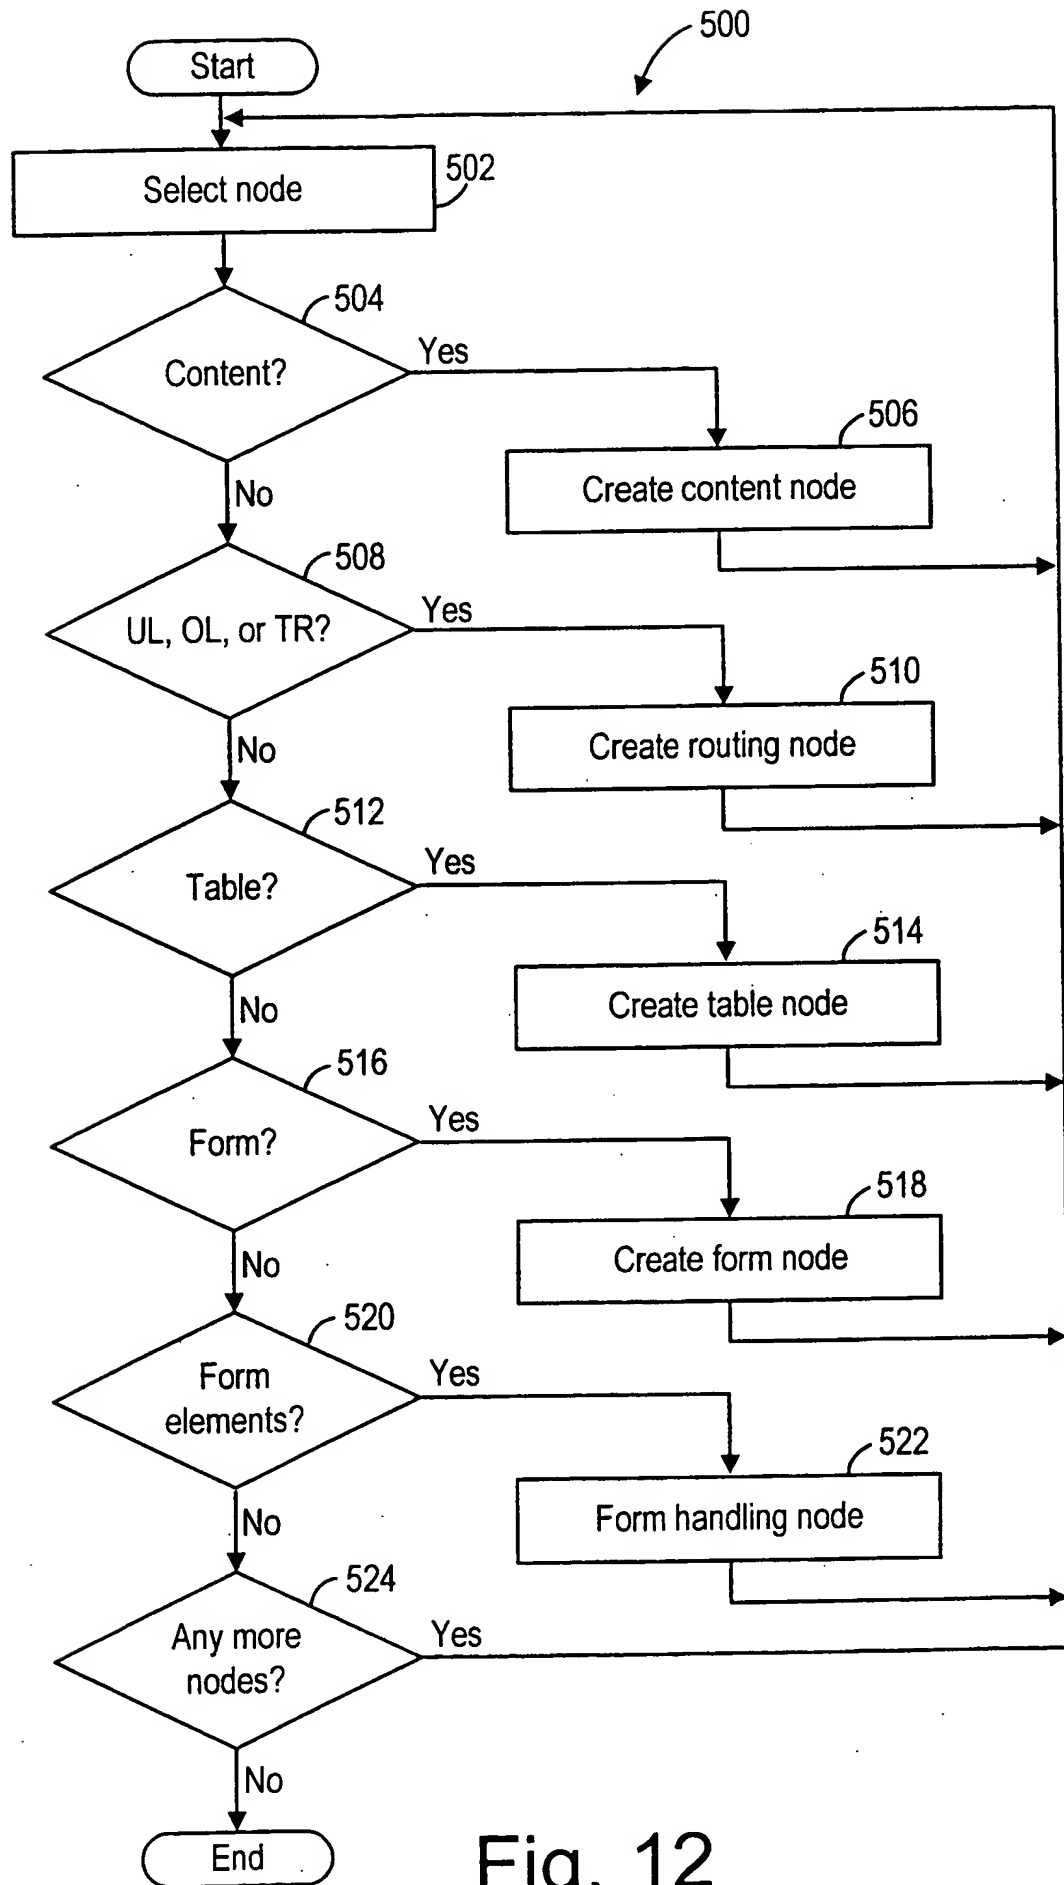 500
Start
Select node
502
504
Content?
Yes
506
Create content node
No
508
UL, OL, or TR?
Yes
510
Create routing node
No
512
Table?
Yes
514
Create table node
No
516
Form?
Yes
518
Create form node
No
520
Form
elements?
Yes
522
Form handling node
No
524
Any more
nodes?
Yes
No
End
Fig. 12